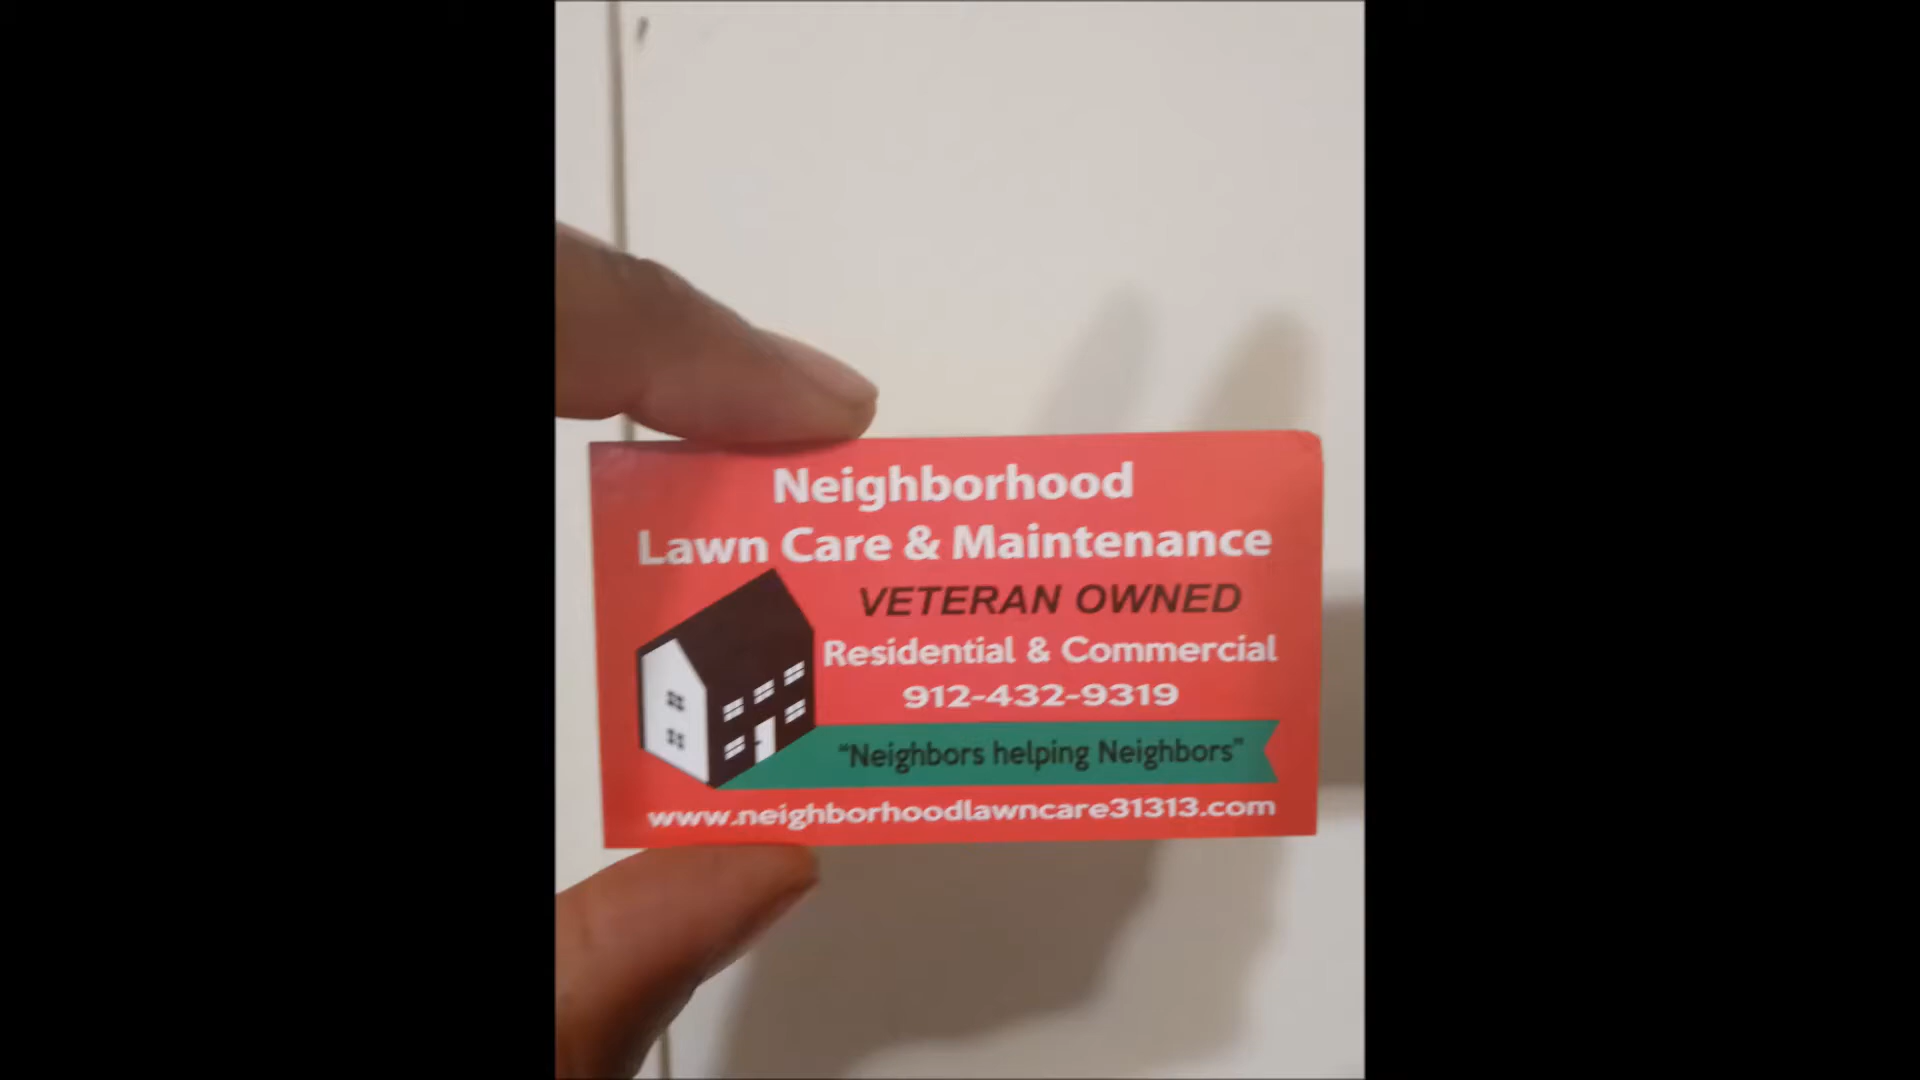 Neighborhood
Lawn Care & Maintenance
VETERAN OWNED
Residential & Commercial
912-432-9319
“Neighbors helping Neighbors”
www.neighborhoodlawncare31313.com